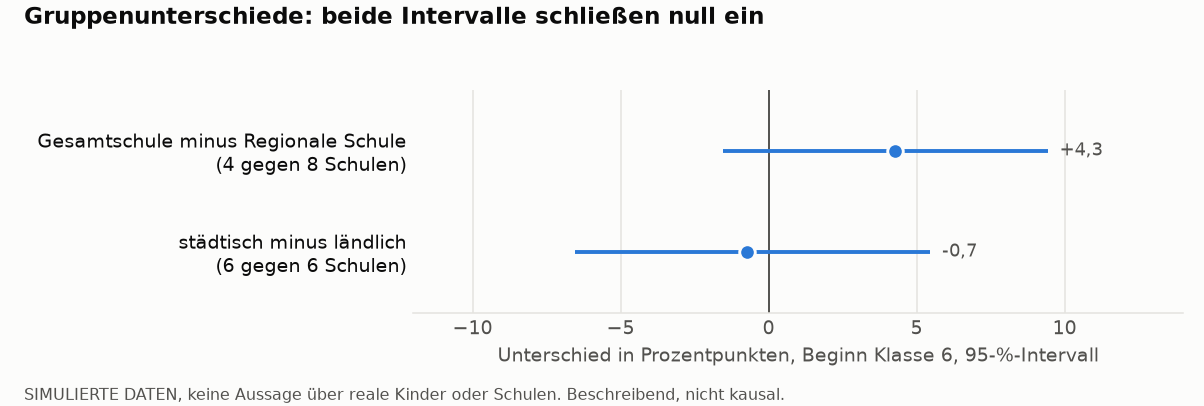 Gruppenunterschiede: beide Intervalle schließen null ein
Gesamtschule minus Regionale Schule
(4 gegen 8 Schulen)
+4,3
städtisch minus ländlich
(6 gegen 6 Schulen)
-0,7
−10
−5
0
5
10
Unterschied in Prozentpunkten, Beginn Klasse 6, 95-%-Intervall
SIMULIERTE DATEN, keine Aussage über reale Kinder oder Schulen. Beschreibend, nicht kausal.